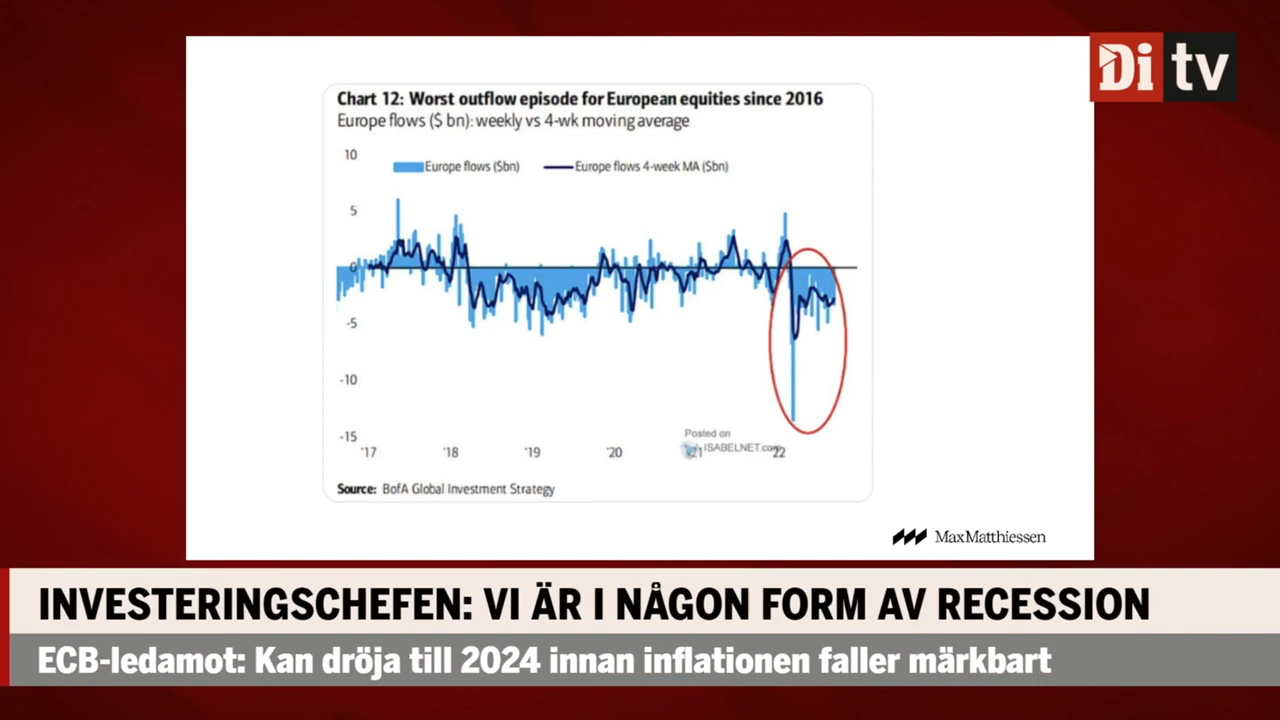 Di tv
Chart 12: Worst outflow episode for European equities since 2016
Europe flows ($ bn): weekly vs 4-wk moving average
10
Europe flows ($bn)
Europe flows 4-week MA ($bn)
5
0
-5
-10
-15
Posted on
ISABELNET.com
'17
'18
'19
'20
'21
'22
Source: BofA Global Investment Strategy
MaxMatthiessen
INVESTERINGSCHEFEN: VI ÄR I NÅGON FORM AV RECESSION
ECB-ledamot: Kan dröja till 2024 innan inflationen faller märkbart